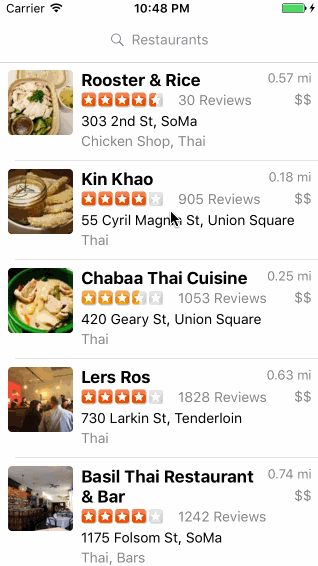 Carrier 10:48 PM
Restaurants
Rooster & Rice 0.57 mi
30 Reviews $$
303 2nd St, SoMa
Chicken Shop, Thai
Kin Khao 0.18 mi
905 Reviews $$
55 Cyril Magnin St, Union Square
Thai
Chabaa Thai Cuisine 0.25 mi
1053 Reviews $$
420 Geary St, Union Square
Thai
Lers Ros 0.63 mi
1828 Reviews $$
730 Larkin St, Tenderloin
Thai
Basil Thai Restaurant 0.74 mi
& Bar $$
1242 Reviews
1175 Folsom St, SoMa
Thai, Bars